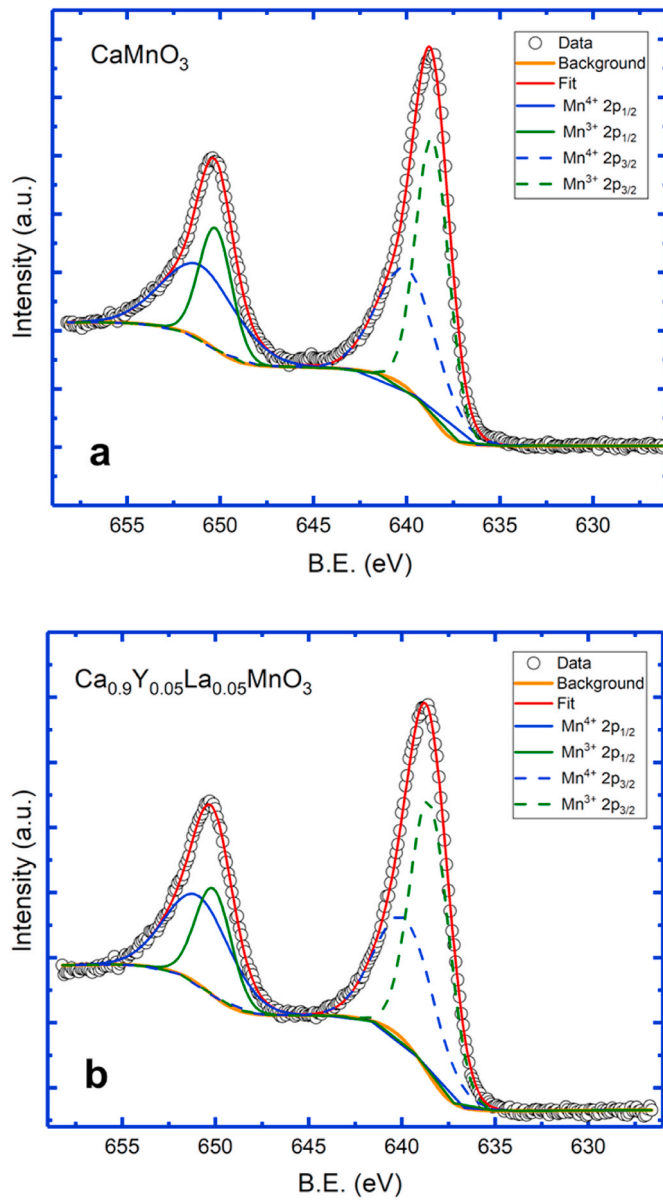 CaMnO₃
Data
Background
Fit
Mn⁴⁺ 2p₁/₂
Mn³⁺ 2p₁/₂
Mn⁴⁺ 2p₃/₂
Mn³⁺ 2p₃/₂
Intensity (a.u.)
a
655 650 645 640 635 630
B.E. (eV)
Ca₀.₉Y₀.₀₅La₀.₀₅MnO₃
Data
Background
Fit
Mn⁴⁺ 2p₁/₂
Mn³⁺ 2p₁/₂
Mn⁴⁺ 2p₃/₂
Mn³⁺ 2p₃/₂
Intensity (a.u.)
b
655 650 645 640 635 630
B.E. (eV)